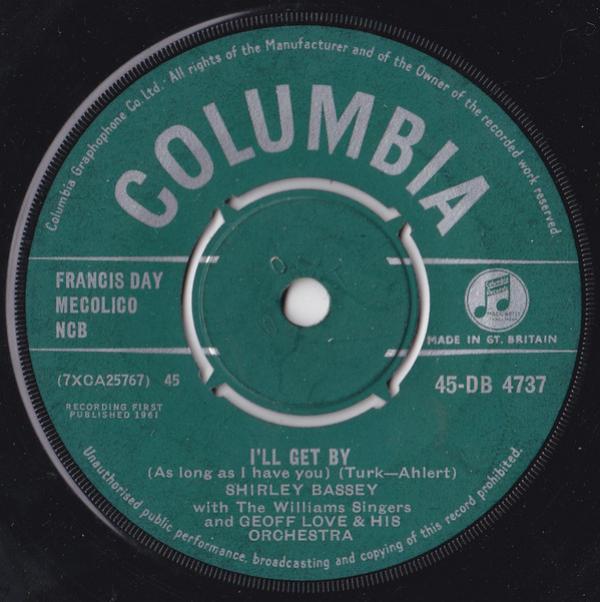 Columbia Graphophone Co. Ltd. · All rights of the Manufacturer and of the Owner of the recorded work reserved.
COLUMBIA
FRANCIS DAY
MECOLICO
NCB
MADE IN GT. BRITAIN
(7XCA25767) 45
45-DB 4737
RECORDING FIRST
PUBLISHED 1961
I'LL GET BY
(As long as I have you) (Turk—Ahlert)
SHIRLEY BASSEY
with The Williams Singers
and GEOFF LOVE & HIS
ORCHESTRA
Unauthorised public performance, broadcasting and copying of this record prohibited.